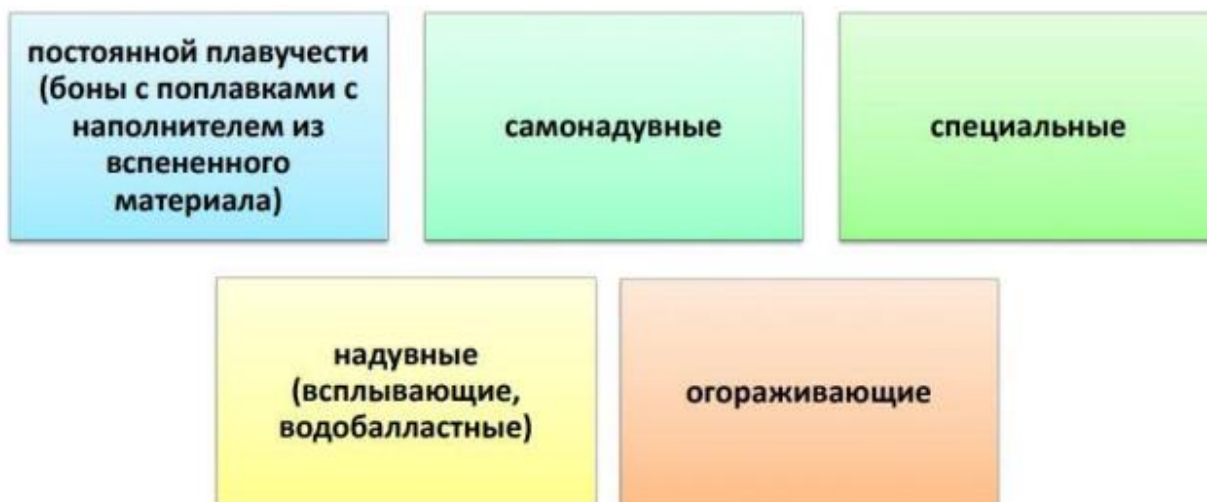 постоянной плавучести
(боны с поплавками с
наполнителем из
вспененного
материала)
самонадувные
специальные
надувные
(всплывающие,
водобалластные)
огораживающие